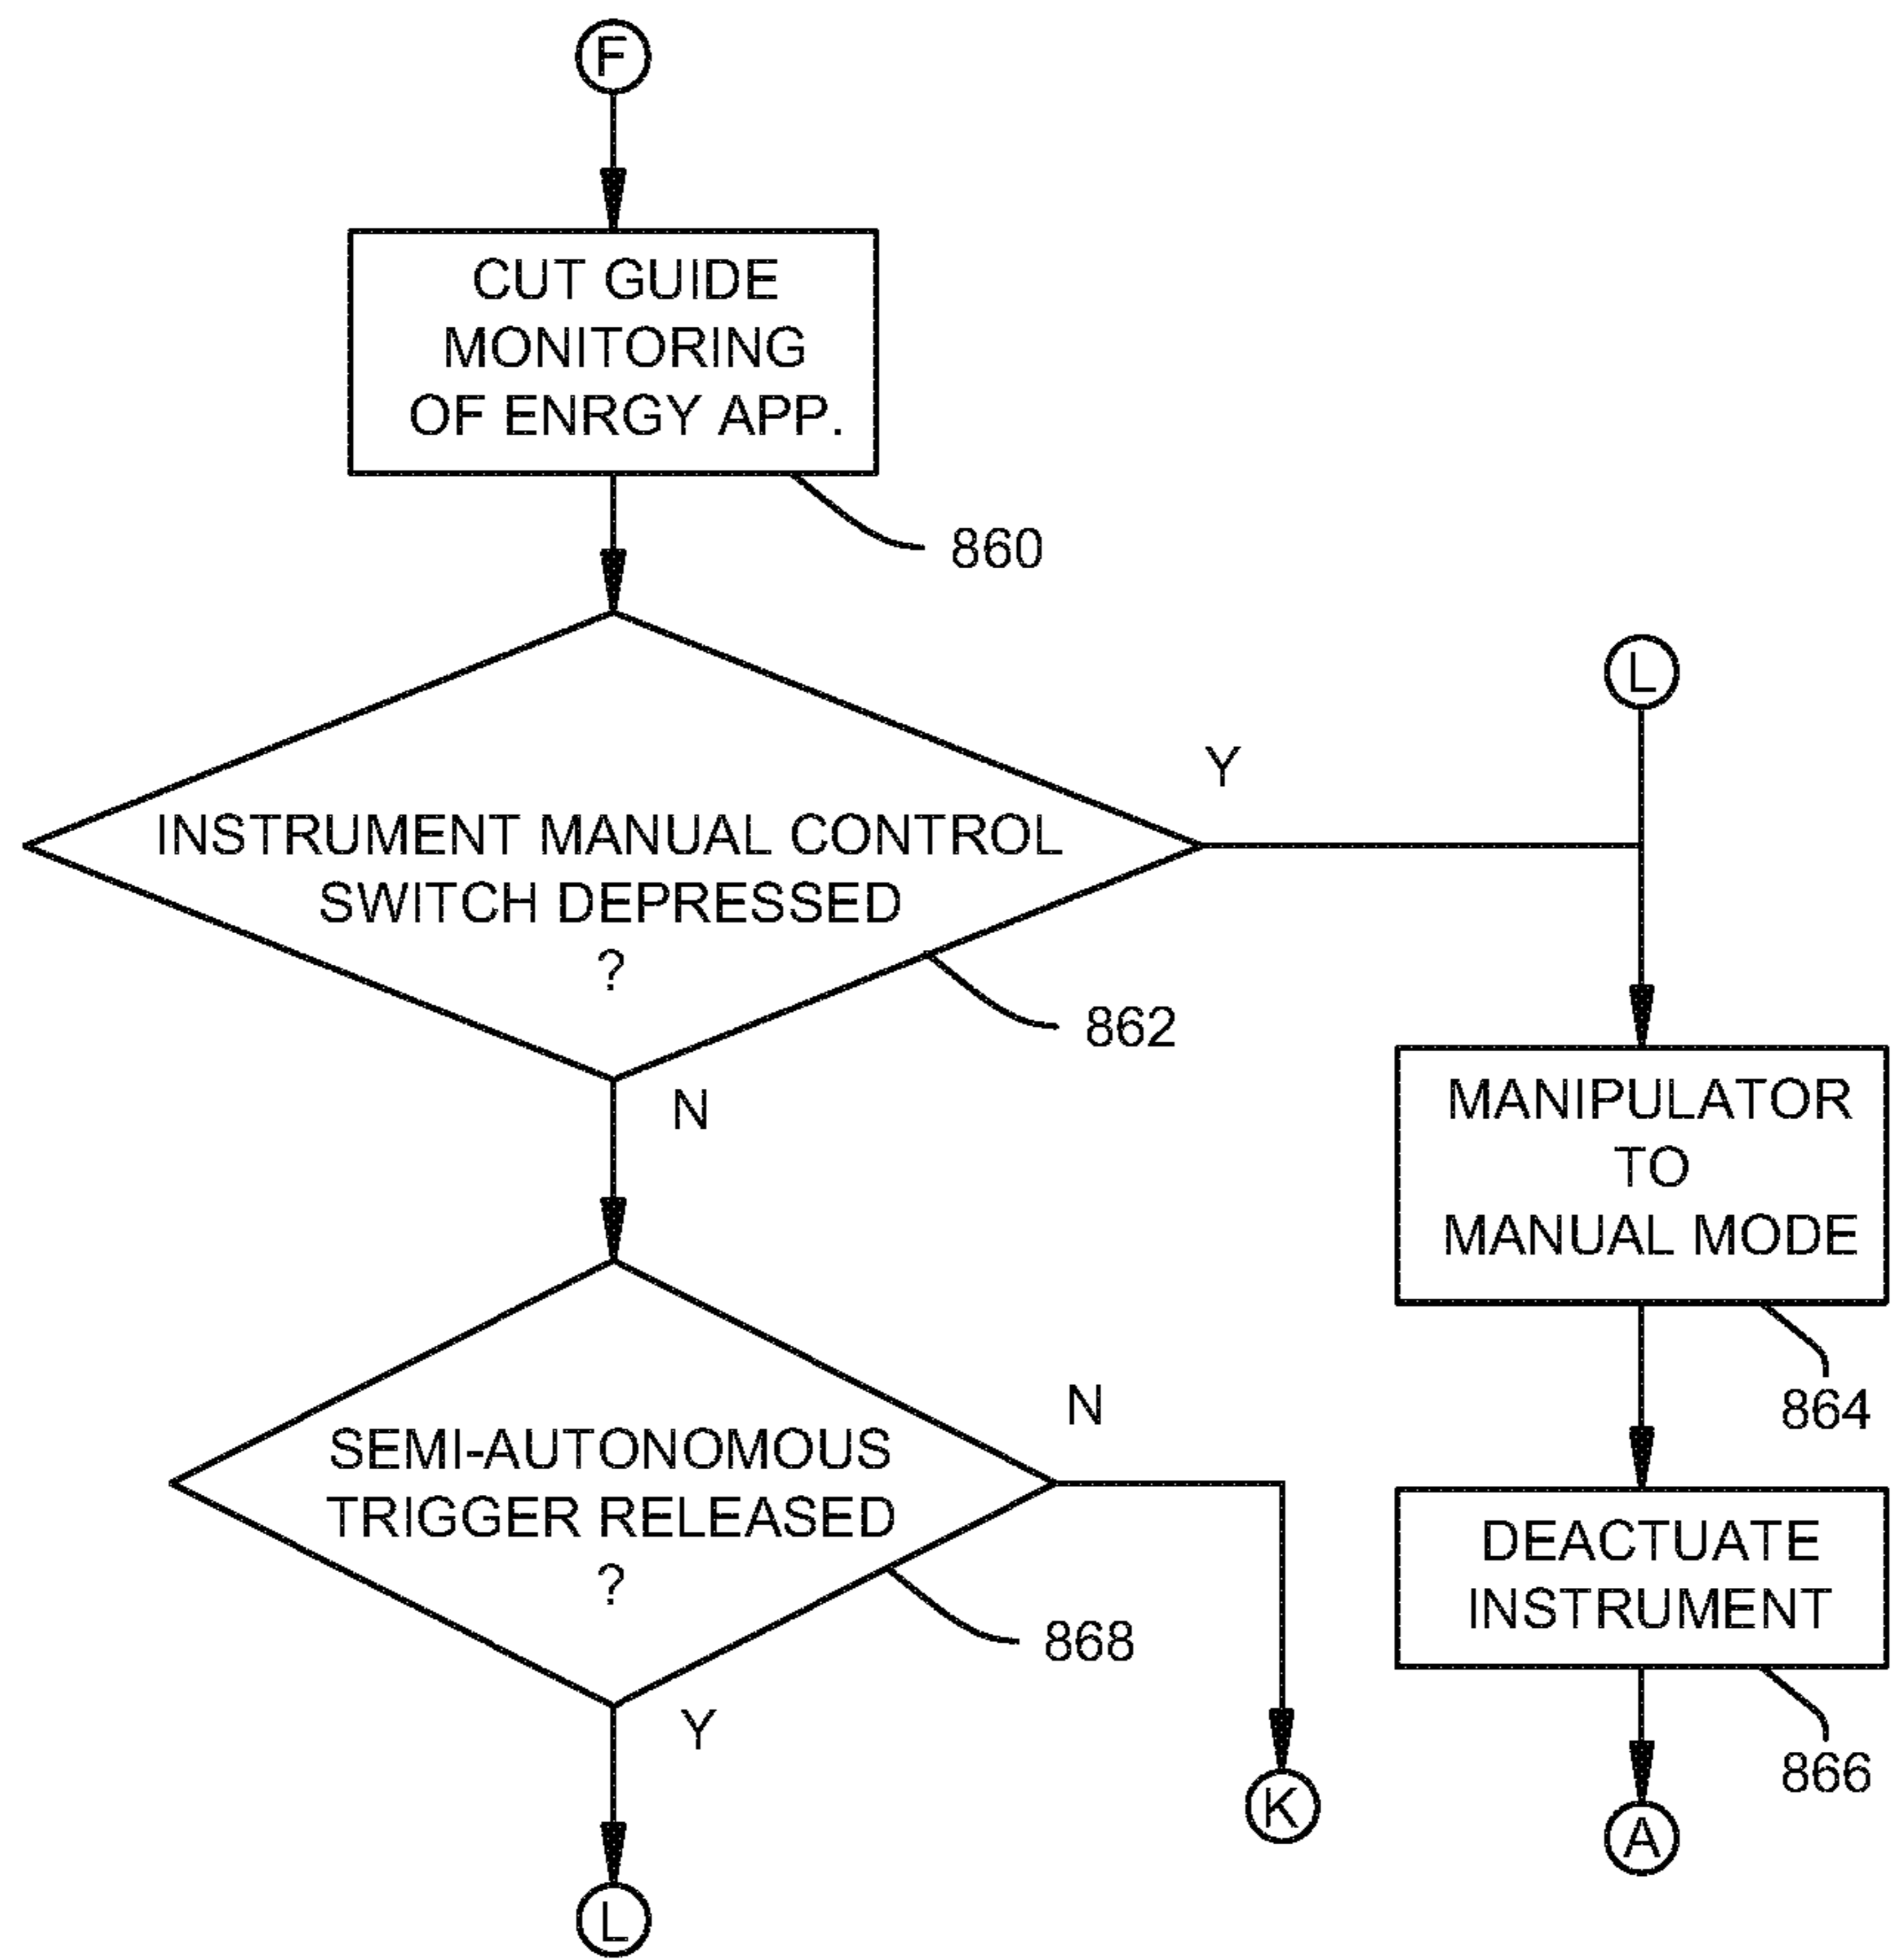 F
CUT GUIDE
MONITORING
OF ENRGY APP.
860
INSTRUMENT MANUAL CONTROL
SWITCH DEPRESSED
?
862
Y
N
L
MANIPULATOR
TO
MANUAL MODE
864
DEACTUATE
INSTRUMENT
866
A
SEMI-AUTONOMOUS
TRIGGER RELEASED
?
868
N
K
Y
L